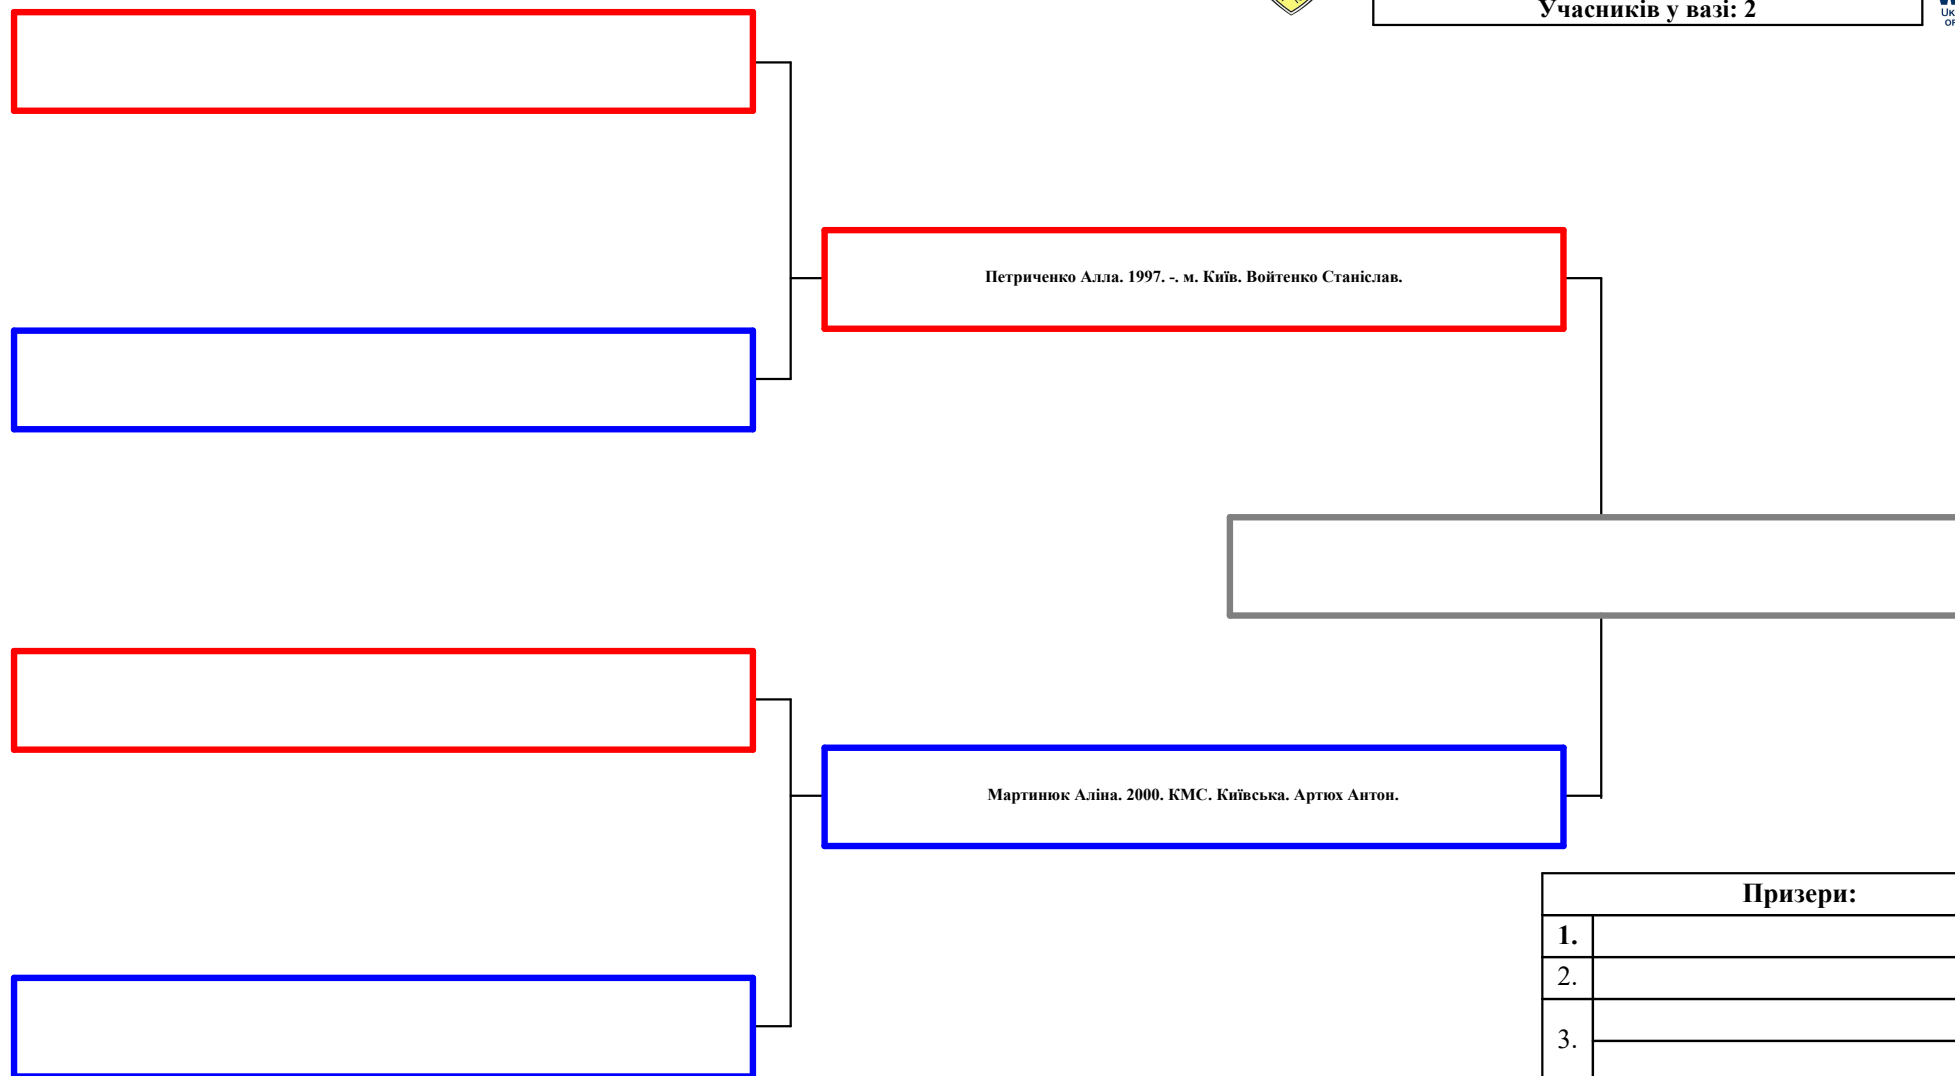 Учасників у вазі: 2
Петриченко Алла. 1997. -. м. Київ. Войтенко Станіслав.
Мартинюк Аліна. 2000. КМС. Київська. Артюх Антон.
Призери:
1.
2.
3.